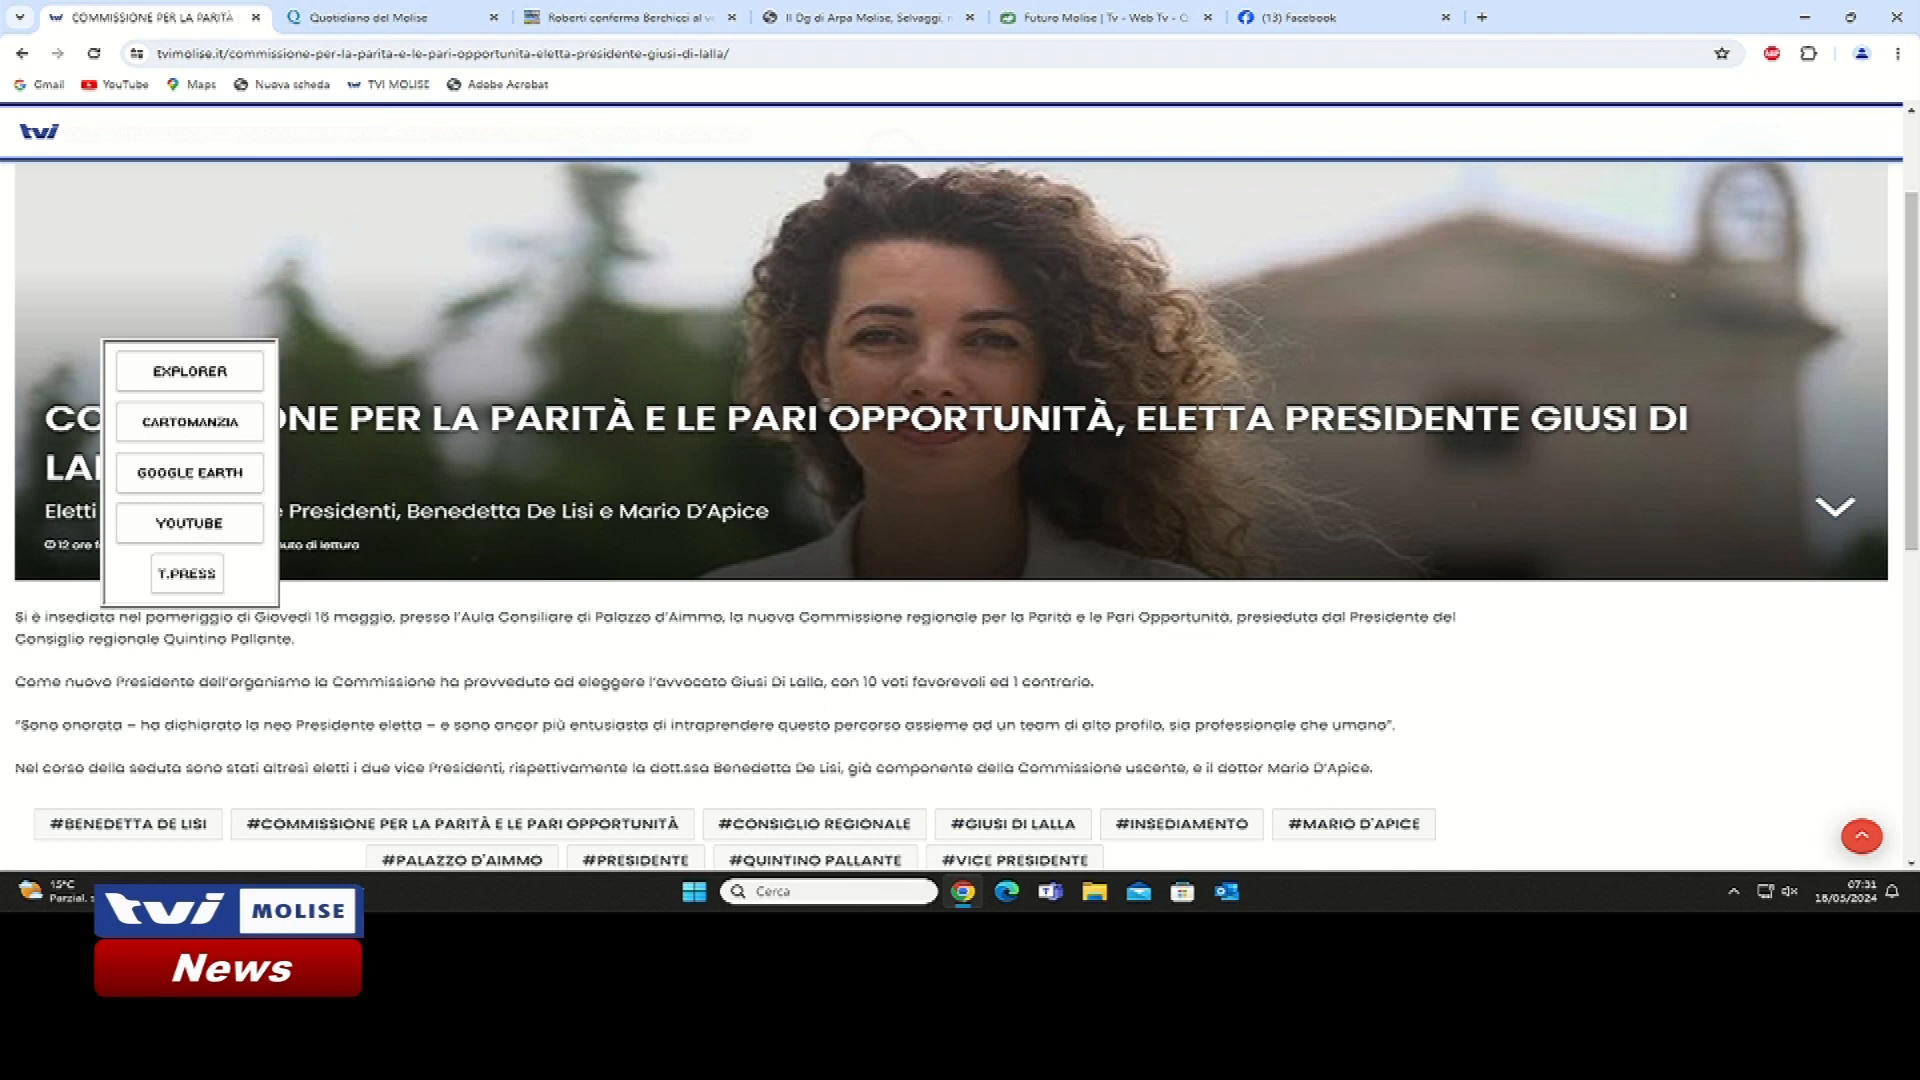 COMMISSIONE PER LA PARITÀ
Quotidiano del Molise
Roberti conferma Berchicci al v
Il Dg di Arpa Molise, Selvaggi,
Futuro Molise | Tv - Web Tv -
(13) Facebook
tvimolise.it/commissione-per-la-parita-e-le-pari-opportunita-eletta-presidente-giusi-di-lalla/
Gmail
YouTube
Maps
Nuova scheda
TVI MOLISE
Adobe Acrobat
tvi
EXPLORER
CARTOMANZIA
GOOGLE EARTH
YOUTUBE
T.PRESS
CO NE PER LA PARITÀ E LE PARI OPPORTUNITÀ, ELETTA PRESIDENTE GIUSI DI
LA
Eletti Presidenti, Benedetta De Lisi e Mario D'Apice
12 ore f uto di lettura
Si è insediata nel pomeriggio di Giovedì 16 maggio, presso l'Aula Consiliare di Palazzo d'Aimmo, la nuova Commissione regionale per la Parità e le Pari Opportunità, presieduta dal Presidente del
Consiglio regionale Quintino Pallante.
Come nuovo Presidente dell'organismo la Commissione ha provveduto ad eleggere l'avvocato Giusi Di Lalla, con 10 voti favorevoli ed 1 contrario.
"Sono onorata – ha dichiarato la neo Presidente eletta – e sono ancor più entusiasta di intraprendere questo percorso assieme ad un team di alto profilo, sia professionale che umano".
Nel corso della seduta sono stati altresì eletti i due vice Presidenti, rispettivamente la dott.ssa Benedetta De Lisi, già componente della Commissione uscente, e il dottor Mario D'Apice.
#BENEDETTA DE LISI
#COMMISSIONE PER LA PARITÀ E LE PARI OPPORTUNITÀ
#CONSIGLIO REGIONALE
#GIUSI DI LALLA
#INSEDIAMENTO
#MARIO D'APICE
#PALAZZO D'AIMMO
#PRESIDENTE
#QUINTINO PALLANTE
#VICE PRESIDENTE
15°C
Parzial. s
Cerca
07:31
18/05/2024
tvi MOLISE
News